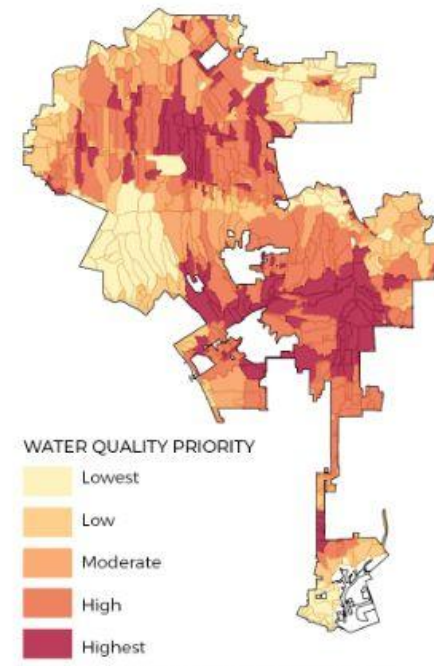 WATER QUALITY PRIORITY
Lowest
Low
Moderate
High
Highest